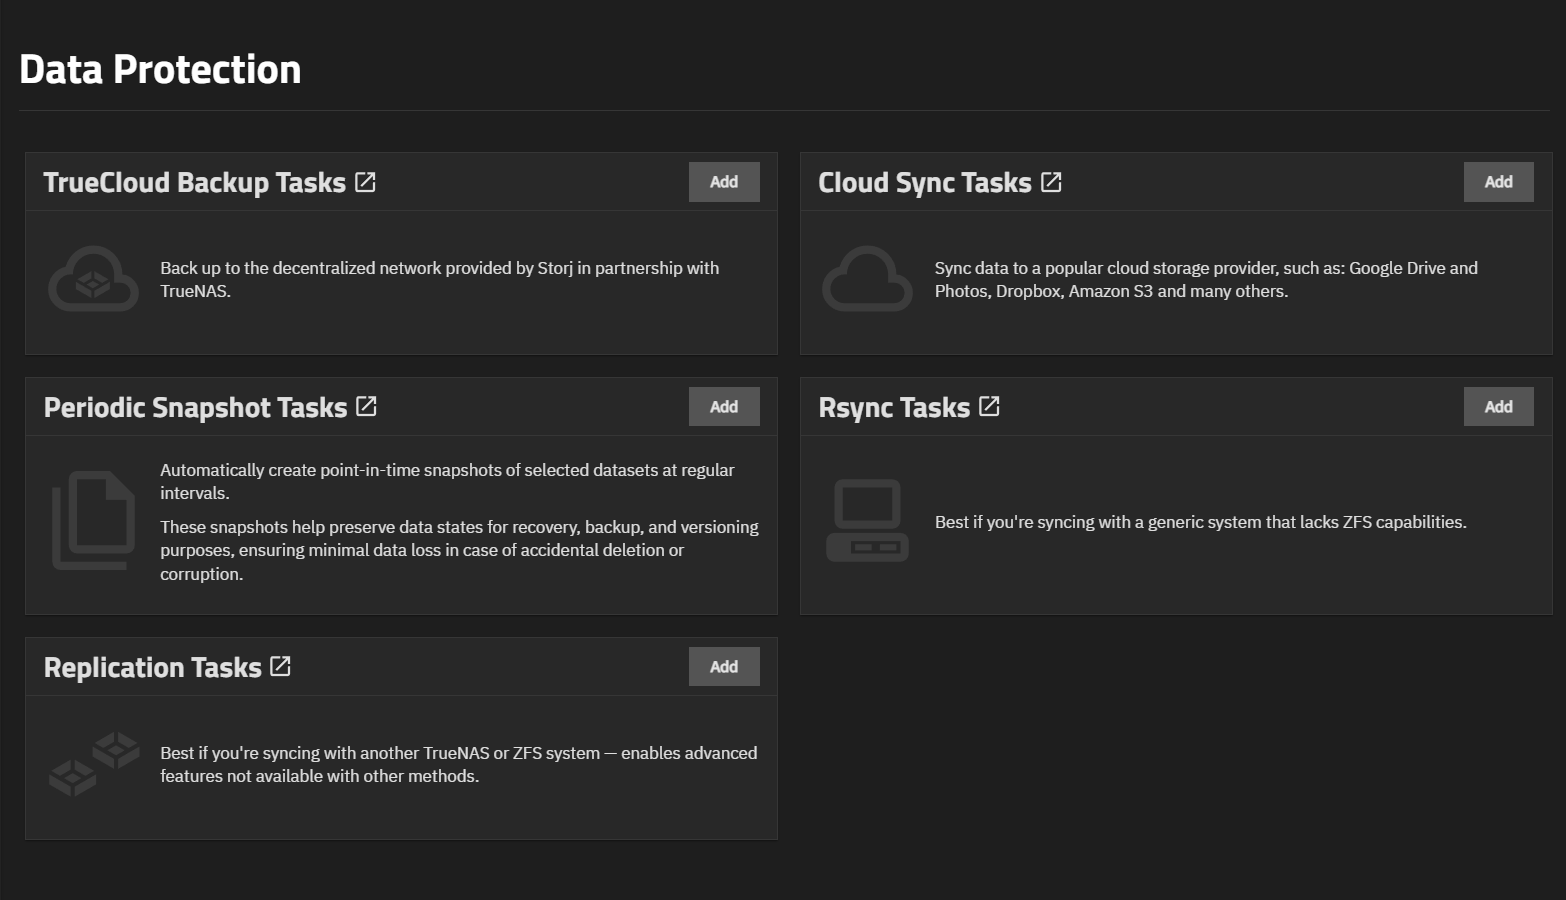 Data Protection
TrueCloud Backup Tasks
Add
Back up to the decentralized network provided by Storj in partnership with
TrueNAS.
Cloud Sync Tasks
Add
Sync data to a popular cloud storage provider, such as: Google Drive and
Photos, Dropbox, Amazon S3 and many others.
Periodic Snapshot Tasks
Add
Automatically create point-in-time snapshots of selected datasets at regular
intervals.
These snapshots help preserve data states for recovery, backup, and versioning
purposes, ensuring minimal data loss in case of accidental deletion or
corruption.
Rsync Tasks
Add
Best if you're syncing with a generic system that lacks ZFS capabilities.
Replication Tasks
Add
Best if you're syncing with another TrueNAS or ZFS system — enables advanced
features not available with other methods.